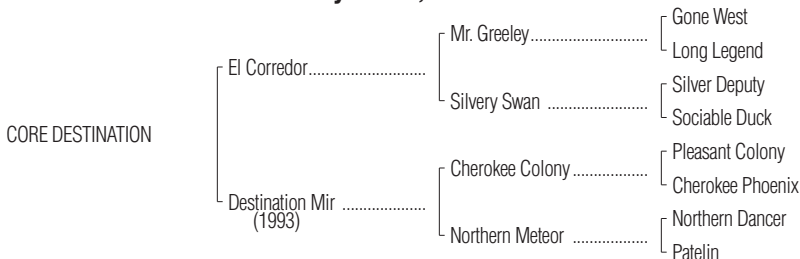 Gone West
Mr. Greeley............................
Long Legend
El Corredor............................
Silver Deputy
Silvery Swan ........................
Sociable Duck
CORE DESTINATION
Pleasant Colony
Cherokee Colony..................
Cherokee Phoenix
Destination Mir ....................
(1993)
Northern Dancer
Northern Meteor ..................
Patelin